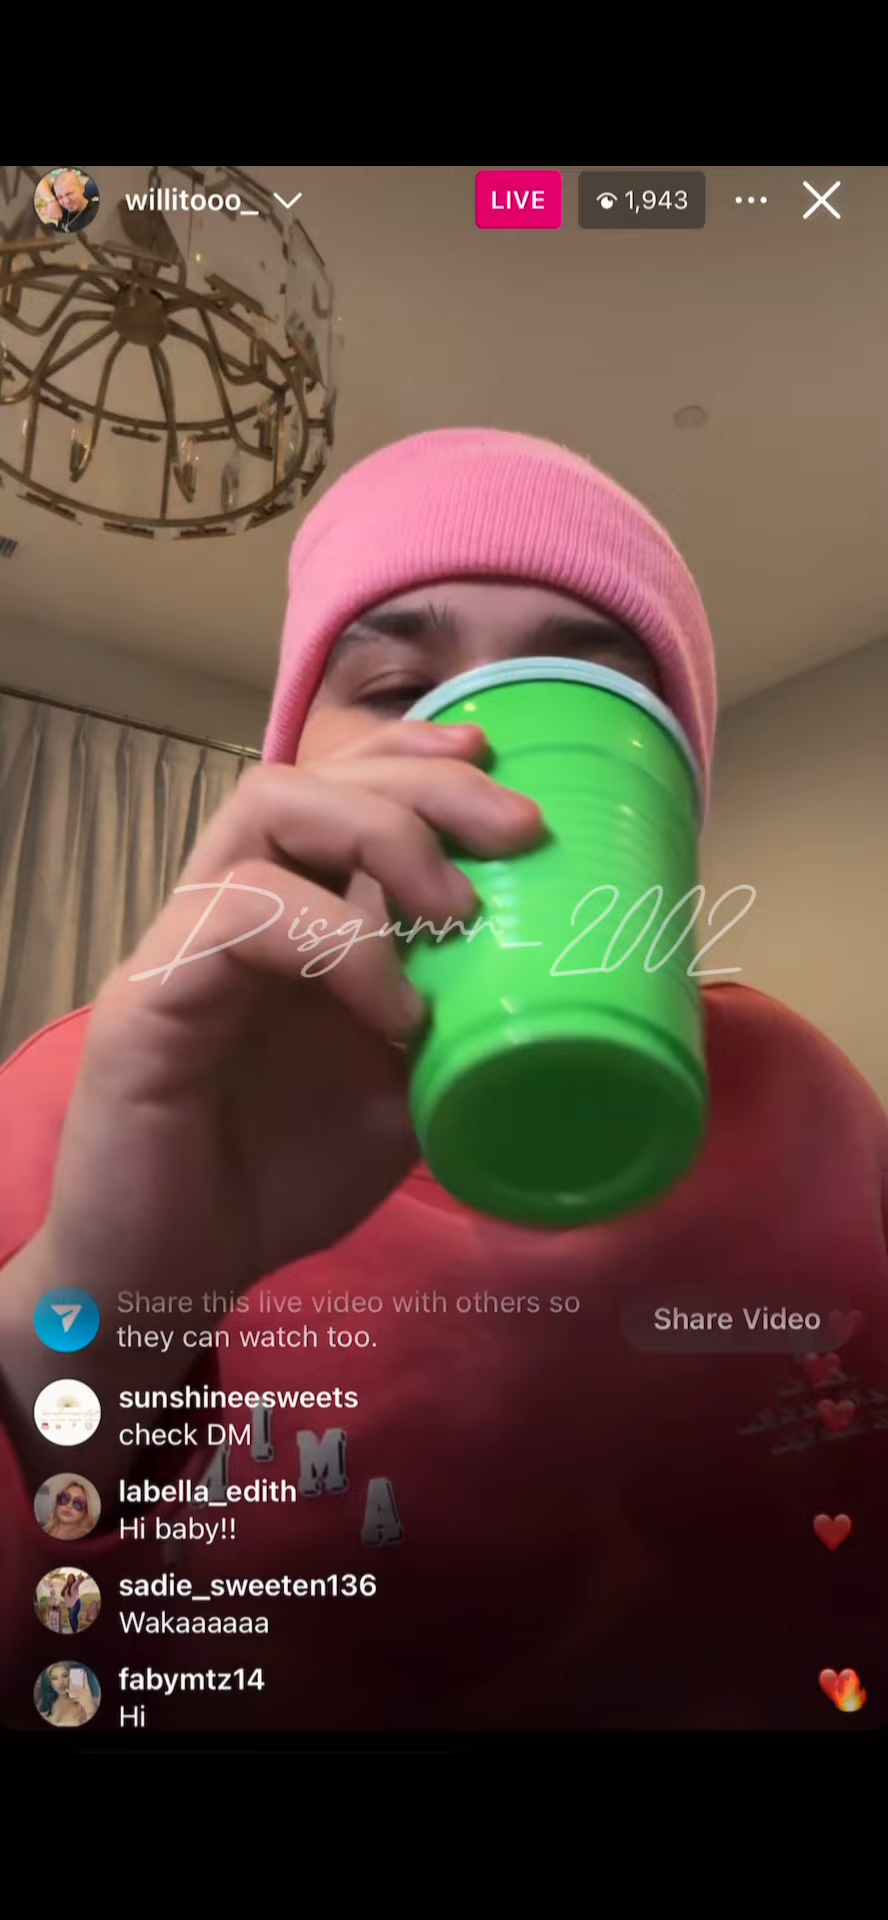 willitooo_
LIVE
1,943
Disgunnr_2002
Share this live video with others so
they can watch too.
Share Video
sunshineesweets
check DM
labella_edith
Hi baby!!
M
A
sadie_sweeten136
Wakaaaaaa
fabymtz14
Hi